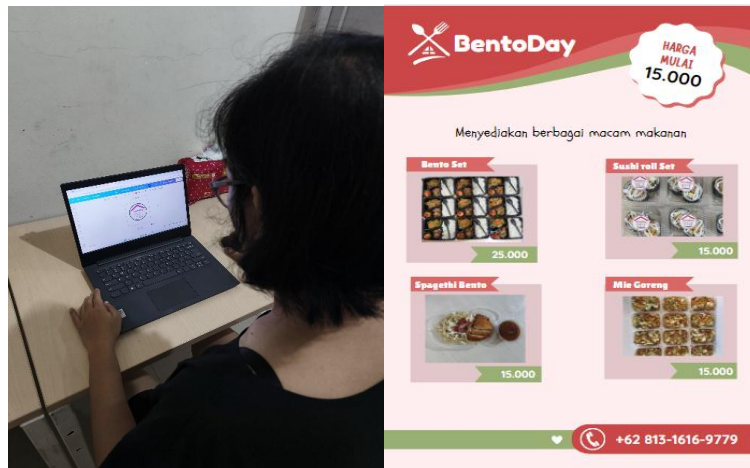 BentoDay
HARGA
MULAI
15.000
Menyediakan berbagai macam makanan
Bento Set
25.000
Sushi roll Set
15.000
Spagethi Bento
15.000
Mie Goreng
15.000
+62 813-1616-9779